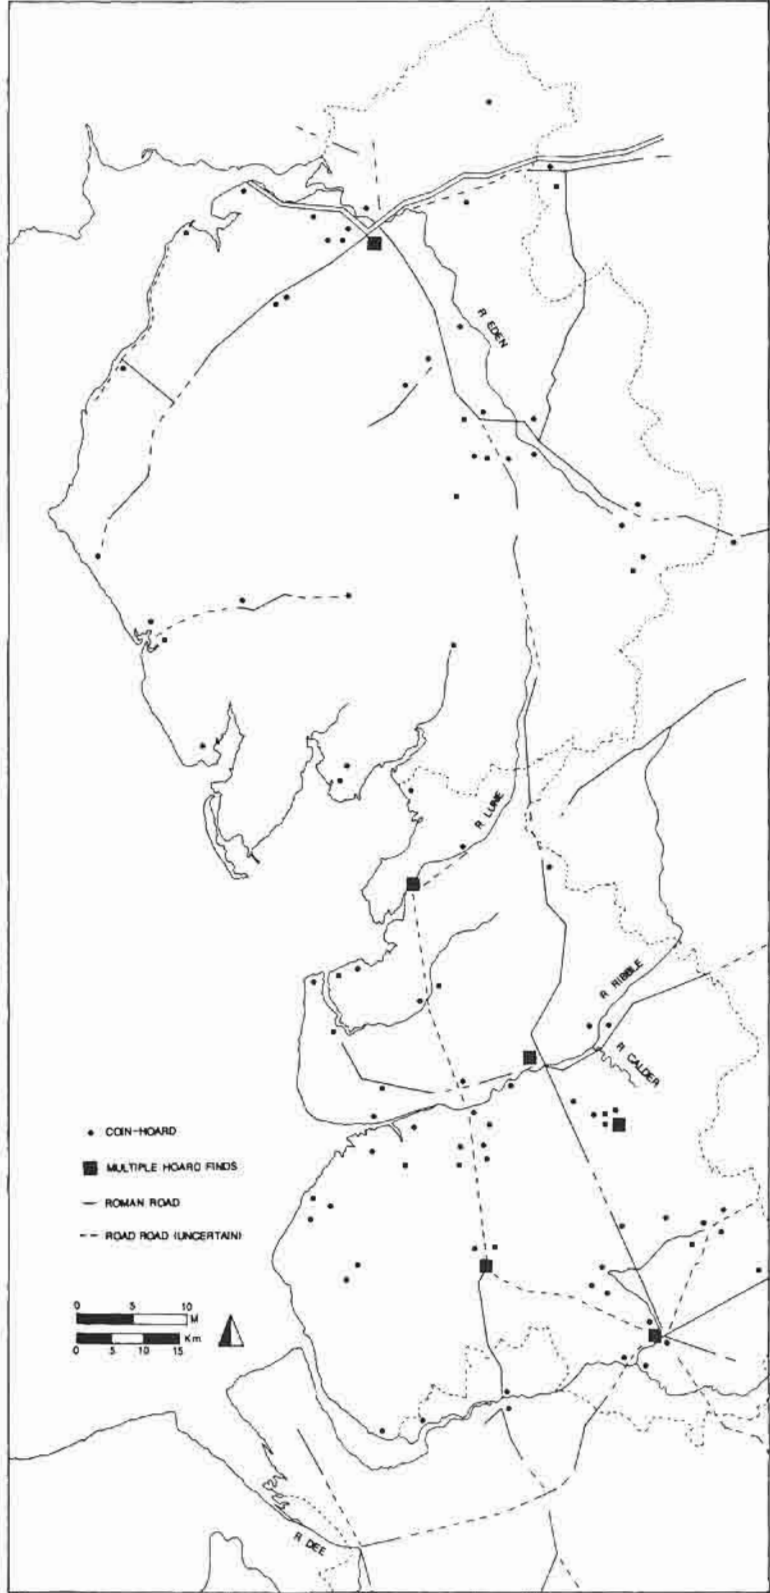 R EDEN
R LUNE
R RIBBLE
R CALDER
COIN-HOARD
MULTIPLE HOARD FINDS
ROMAN ROAD
ROAD ROAD (UNCERTAIN)
0 5 10
M
Km
0 5 10 15
R DEE